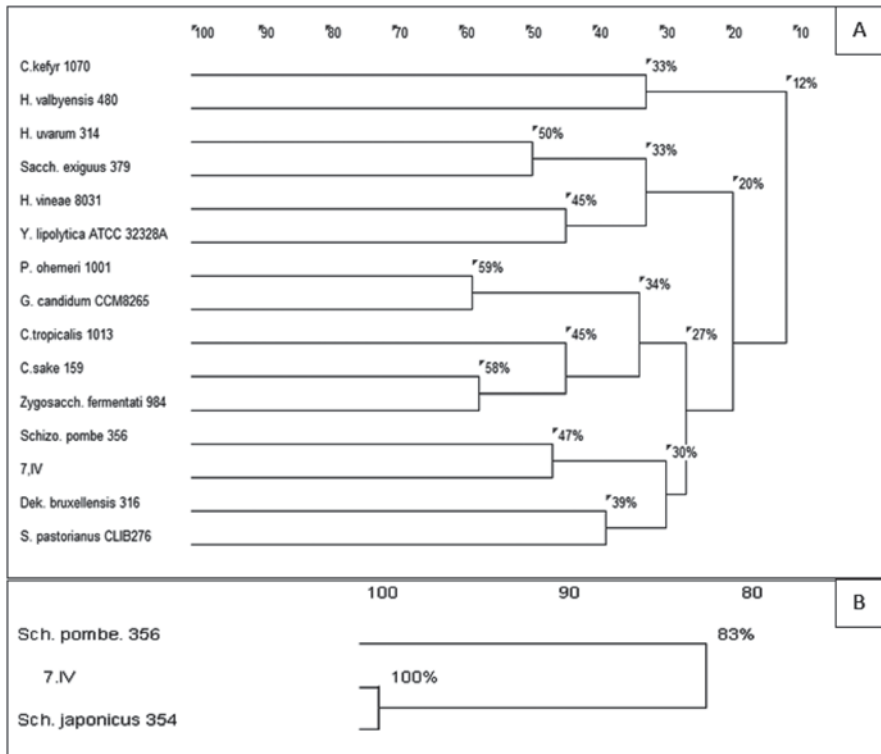 100 90 80 70 60 50 40 30 20 10 A
C.kefyr 1070 33%
12%
H. valbyensis 480
H. uvarum 314 50%
33%
Sacch. exiguus 379
20%
H. vineae 8031 45%
Y. lipolytica ATCC 32328A
P. ohemeri 1001 59%
34%
G. candidum CCM8265
C.tropicalis 1013 45% 27%
C.sake 159 58%
Zygosacch. fermentati 984
Schizo. pombe 356 47%
30%
7,IV
Dek. bruxellensis 316 39%
S. pastorianus CLIB276
100 90 80 B
Sch. pombe. 356 83%
7.IV 100%
Sch. japonicus 354